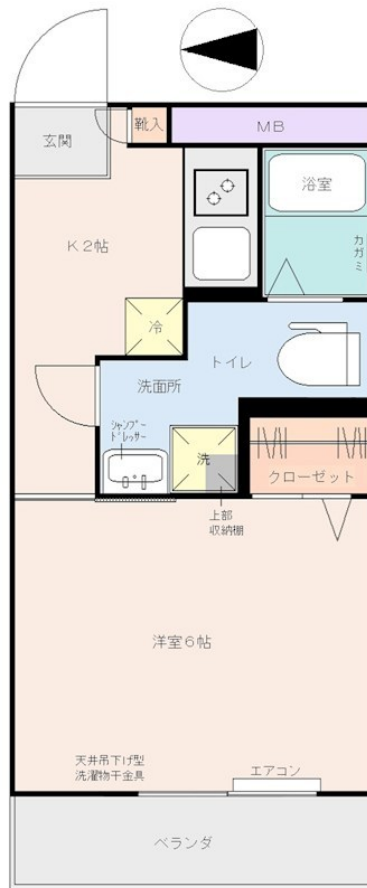 靴入
MB
玄関
浴室
カガミ
K2帖
冷
トイレ
洗面所
シャンプー
ドレッサー
洗
クローゼット
上部
収納棚
洋室6帖
天井吊下げ型
洗濯物干金具
エアコン
ベランダ